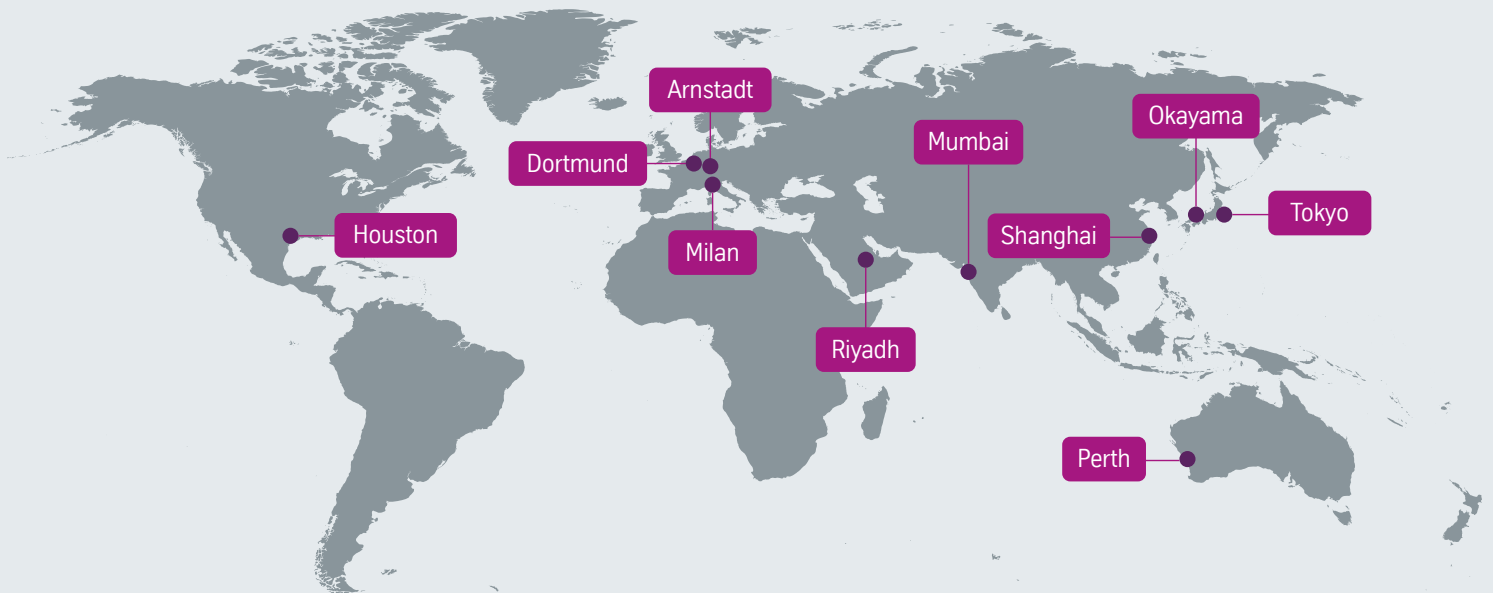 Arnstadt
Okayama
Mumbai
Dortmund
Tokyo
Houston
Shanghai
Milan
Riyadh
Perth